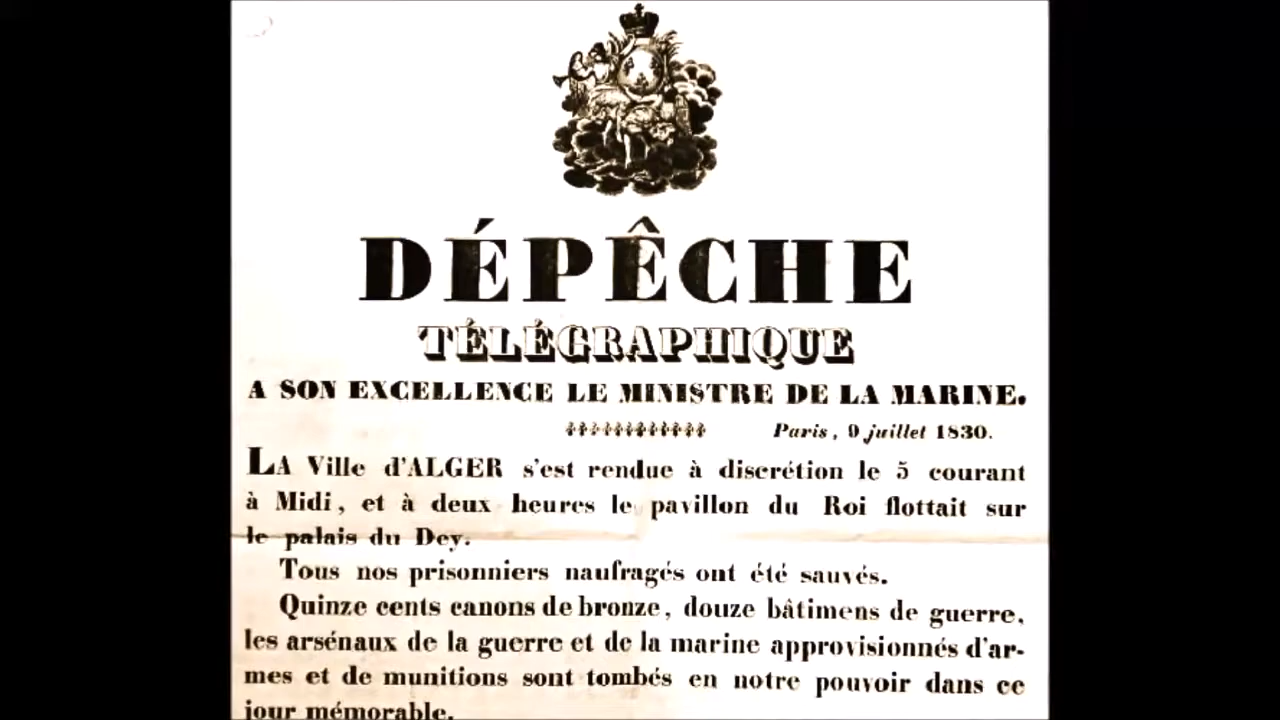 DÉPÊCHE
TÉLÉGRAPHIQUE
A SON EXCELLENCE LE MINISTRE DE LA MARINE.
Paris, 9 juillet 1830.
LA Ville d'ALGER s'est rendue à discrétion le 5 courant
à Midi, et à deux heures le pavillon du Roi flottait sur
le palais du Dey.
Tous nos prisonniers naufragés ont été sauvés.
Quinze cents canons de bronze, douze bâtimens de guerre,
les arsénaux de la guerre et de la marine approvisionnés d'ar-
mes et de munitions sont tombés en notre pouvoir dans ce
jour mémorable.